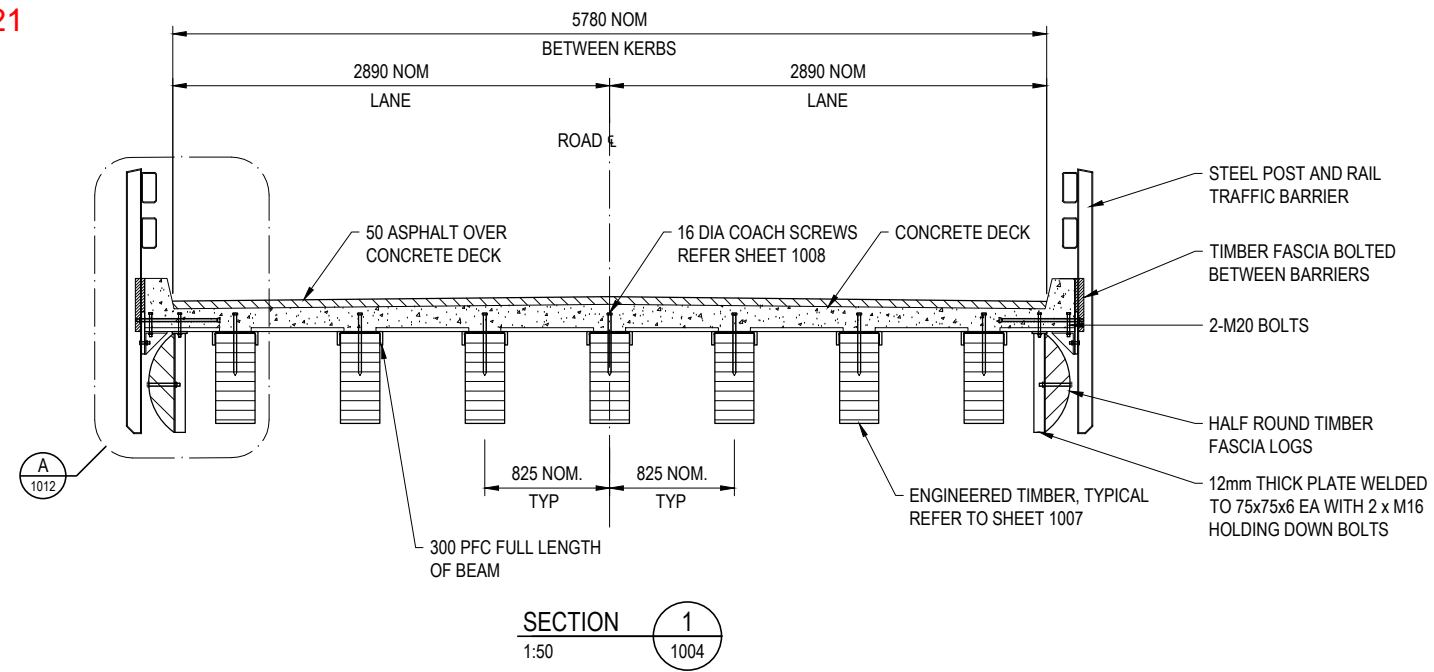 21
5780 NOM
BETWEEN KERBS
2890 NOM
LANE
2890 NOM
LANE
ROAD ℄
STEEL POST AND RAIL
TRAFFIC BARRIER
50 ASPHALT OVER
CONCRETE DECK
16 DIA COACH SCREWS
REFER SHEET 1008
CONCRETE DECK
TIMBER FASCIA BOLTED
BETWEEN BARRIERS
2-M20 BOLTS
HALF ROUND TIMBER
FASCIA LOGS
A
1012
825 NOM.
TYP
825 NOM.
TYP
12mm THICK PLATE WELDED
TO 75x75x6 EA WITH 2 x M16
HOLDING DOWN BOLTS
ENGINEERED TIMBER, TYPICAL
REFER TO SHEET 1007
300 PFC FULL LENGTH
OF BEAM
SECTION
1:50
1
1004